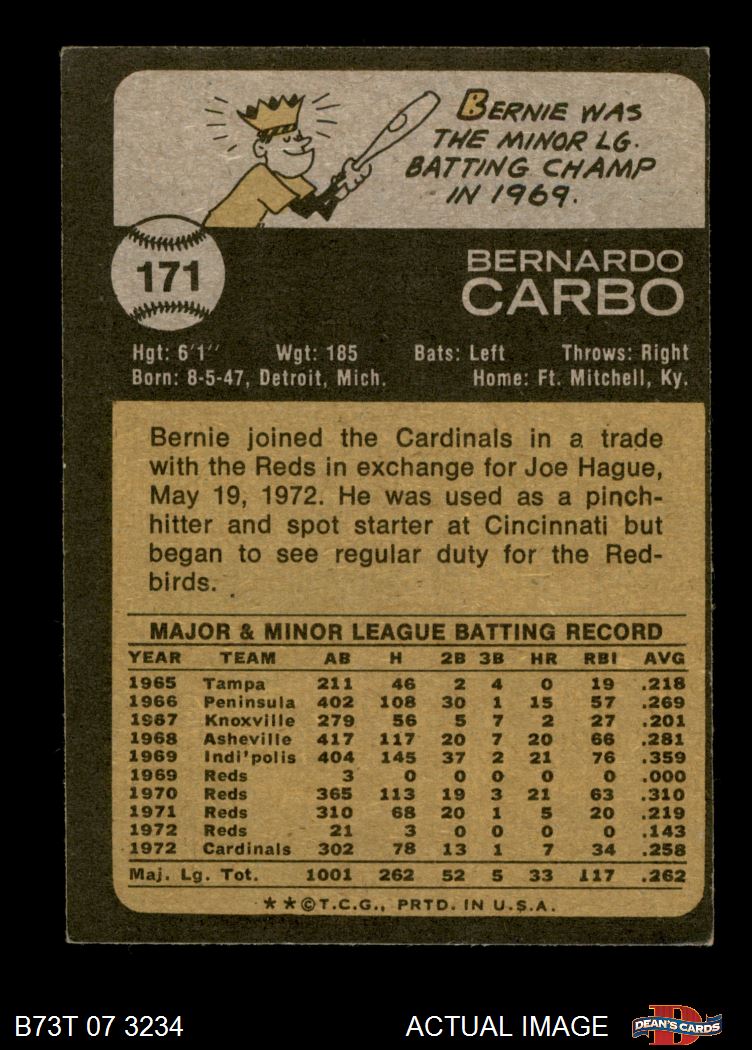 BERNIE WAS
THE MINOR LG.
BATTING CHAMP
IN 1969.
171
BERNARDO
CARBO
Hgt: 6'1" Wgt: 185 Bats: Left Throws: Right
Born: 8-5-47, Detroit, Mich. Home: Ft. Mitchell, Ky.
Bernie joined the Cardinals in a trade
with the Reds in exchange for Joe Hague,
May 19, 1972. He was used as a pinch-
hitter and spot starter at Cincinnati but
began to see regular duty for the Red-
birds.
MAJOR & MINOR LEAGUE BATTING RECORD
YEAR TEAM AB H 2B 3B HR RBI AVG
1965 Tampa 211 46 2 4 0 19 .218
1966 Peninsula 402 108 30 1 15 57 .269
1967 Knoxville 279 56 5 7 2 27 .201
1968 Asheville 417 117 20 7 20 66 .281
1969 Indi'polis 404 145 37 2 21 76 .359
1969 Reds 3 0 0 0 0 0 .000
1970 Reds 365 113 19 3 21 63 .310
1971 Reds 310 68 20 1 5 20 .219
1972 Reds 21 3 0 0 0 0 .143
1972 Cardinals 302 78 13 1 7 34 .258
Maj. Lg. Tot. 1001 262 52 5 33 117 .262
★★©T.C.G., PRTD. IN U.S.A.
B73T 07 3234 ACTUAL IMAGE DEAN'S CARDS